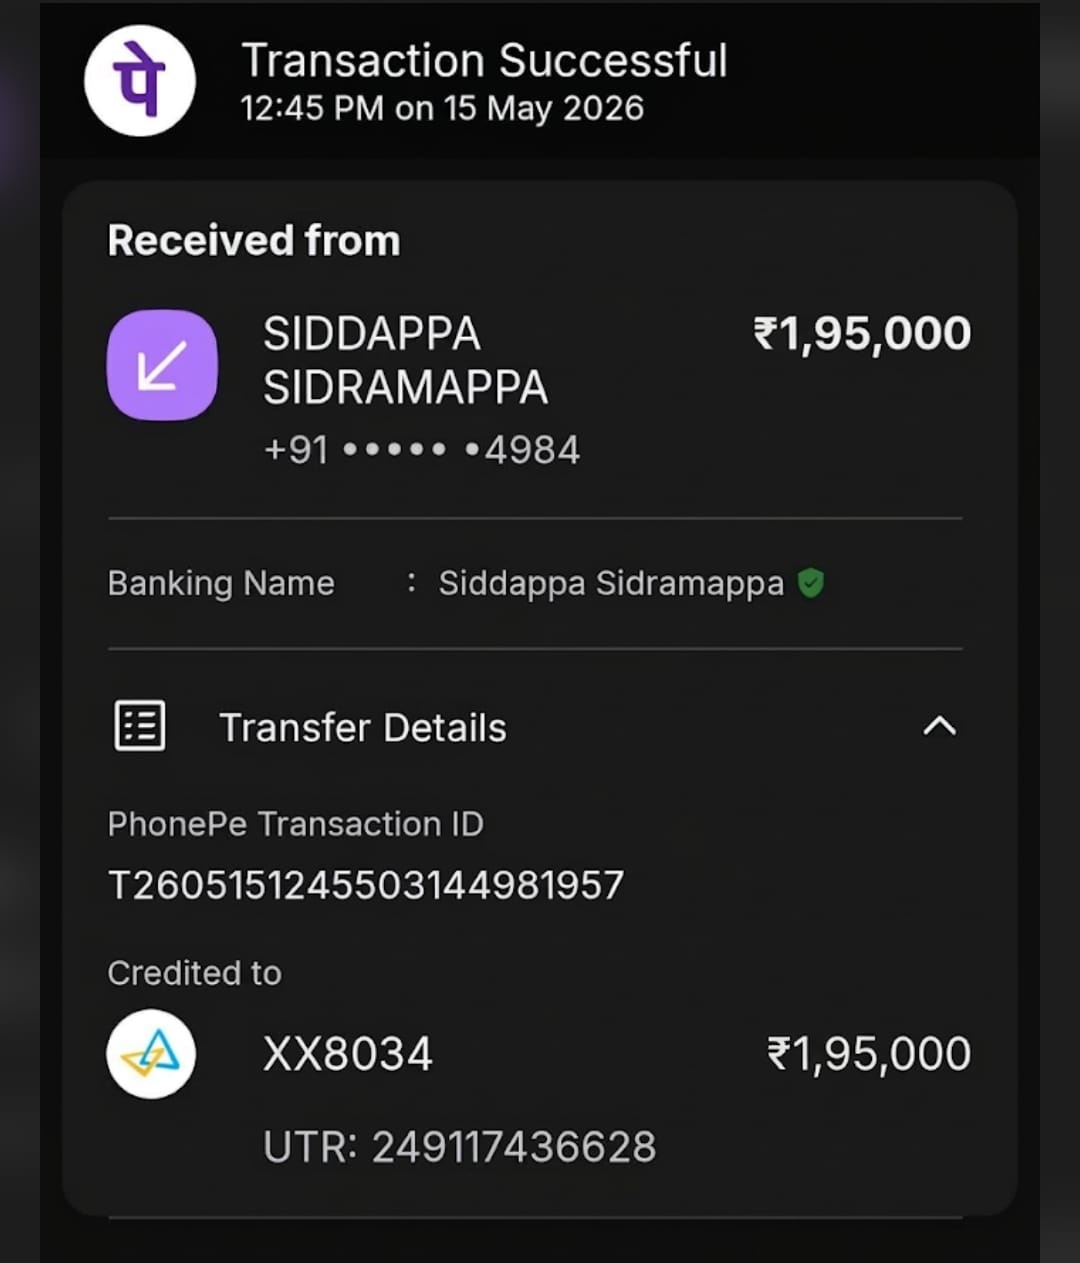 पे
Transaction Successful
12:45 PM on 15 May 2026
Received from
SIDDAPPA ₹1,95,000
SIDRAMAPPA
+91 ••••• •4984
Banking Name : Siddappa Sidramappa
Transfer Details
PhonePe Transaction ID
T2605151245503144981957
Credited to
XX8034 ₹1,95,000
UTR: 249117436628